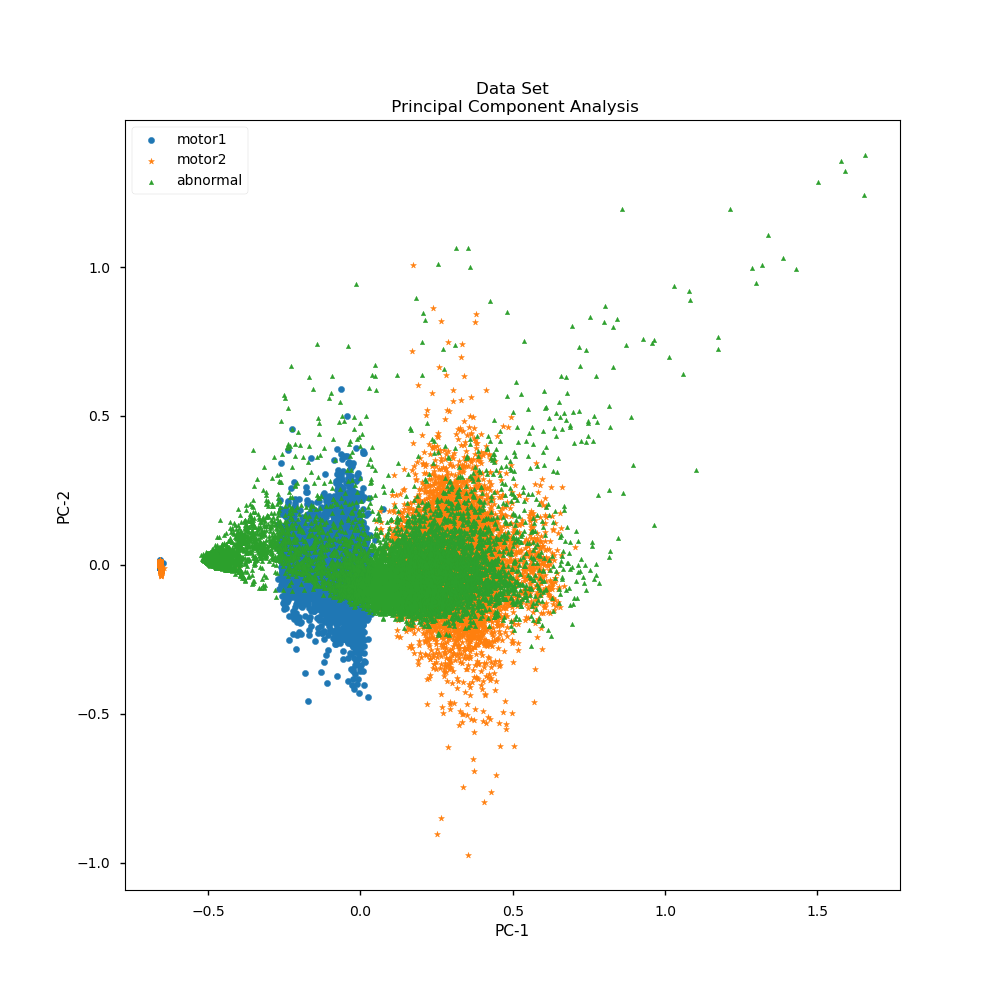 Data Set
Principal Component Analysis
motor1
motor2
abnormal
PC-2
1.0
0.5
0.0
−0.5
−1.0
−0.5
0.0
0.5
1.0
1.5
PC-1